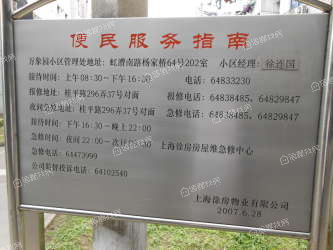 便民服务指南
万象园小区管理处地址:虹漕南路杨家桥64号202室 小区经理:徐连国
接待时间:上午08:30~下午16:30 电话:64833230
报修地址:桂平路296弄37号对面 报修电话:64838485、64829847
夜间急修地址:桂平路296弄37号对面 急修电话:64838485、64829847
急修时间:下午16:30~晚上22:00
急修时间:夜间22:00~次日 上海徐房房屋维急修中心
急修电话:64473999
公司监督投诉电话:64102540
上海徐房物业有限公司
2007.6.28